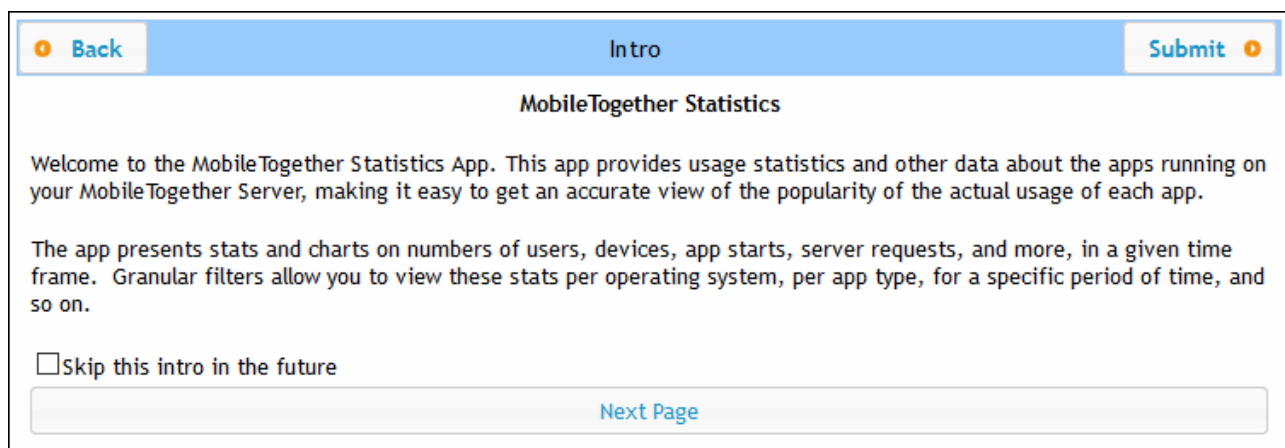 Back
Intro
Submit
MobileTogether Statistics
Welcome to the MobileTogether Statistics App. This app provides usage statistics and other data about the apps running on
your MobileTogether Server, making it easy to get an accurate view of the popularity of the actual usage of each app.
The app presents stats and charts on numbers of users, devices, app starts, server requests, and more, in a given time
frame.  Granular filters allow you to view these stats per operating system, per app type, for a specific period of time, and
so on.
Skip this intro in the future
Next Page